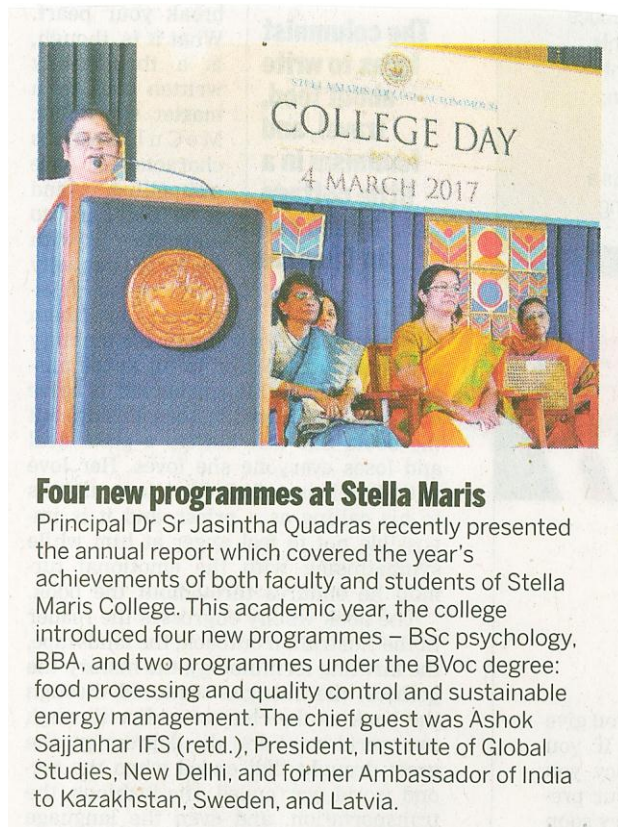 STELLA MARIS COLLEGE (AUTONOMOUS)
COLLEGE DAY
4 MARCH 2017
Four new programmes at Stella Maris
Principal Dr Sr Jasintha Quadras recently presented
the annual report which covered the year's
achievements of both faculty and students of Stella
Maris College. This academic year, the college
introduced four new programmes – BSc psychology,
BBA, and two programmes under the BVoc degree:
food processing and quality control and sustainable
energy management. The chief guest was Ashok
Sajjanhar IFS (retd.), President, Institute of Global
Studies, New Delhi, and former Ambassador of India
to Kazakhstan, Sweden, and Latvia.